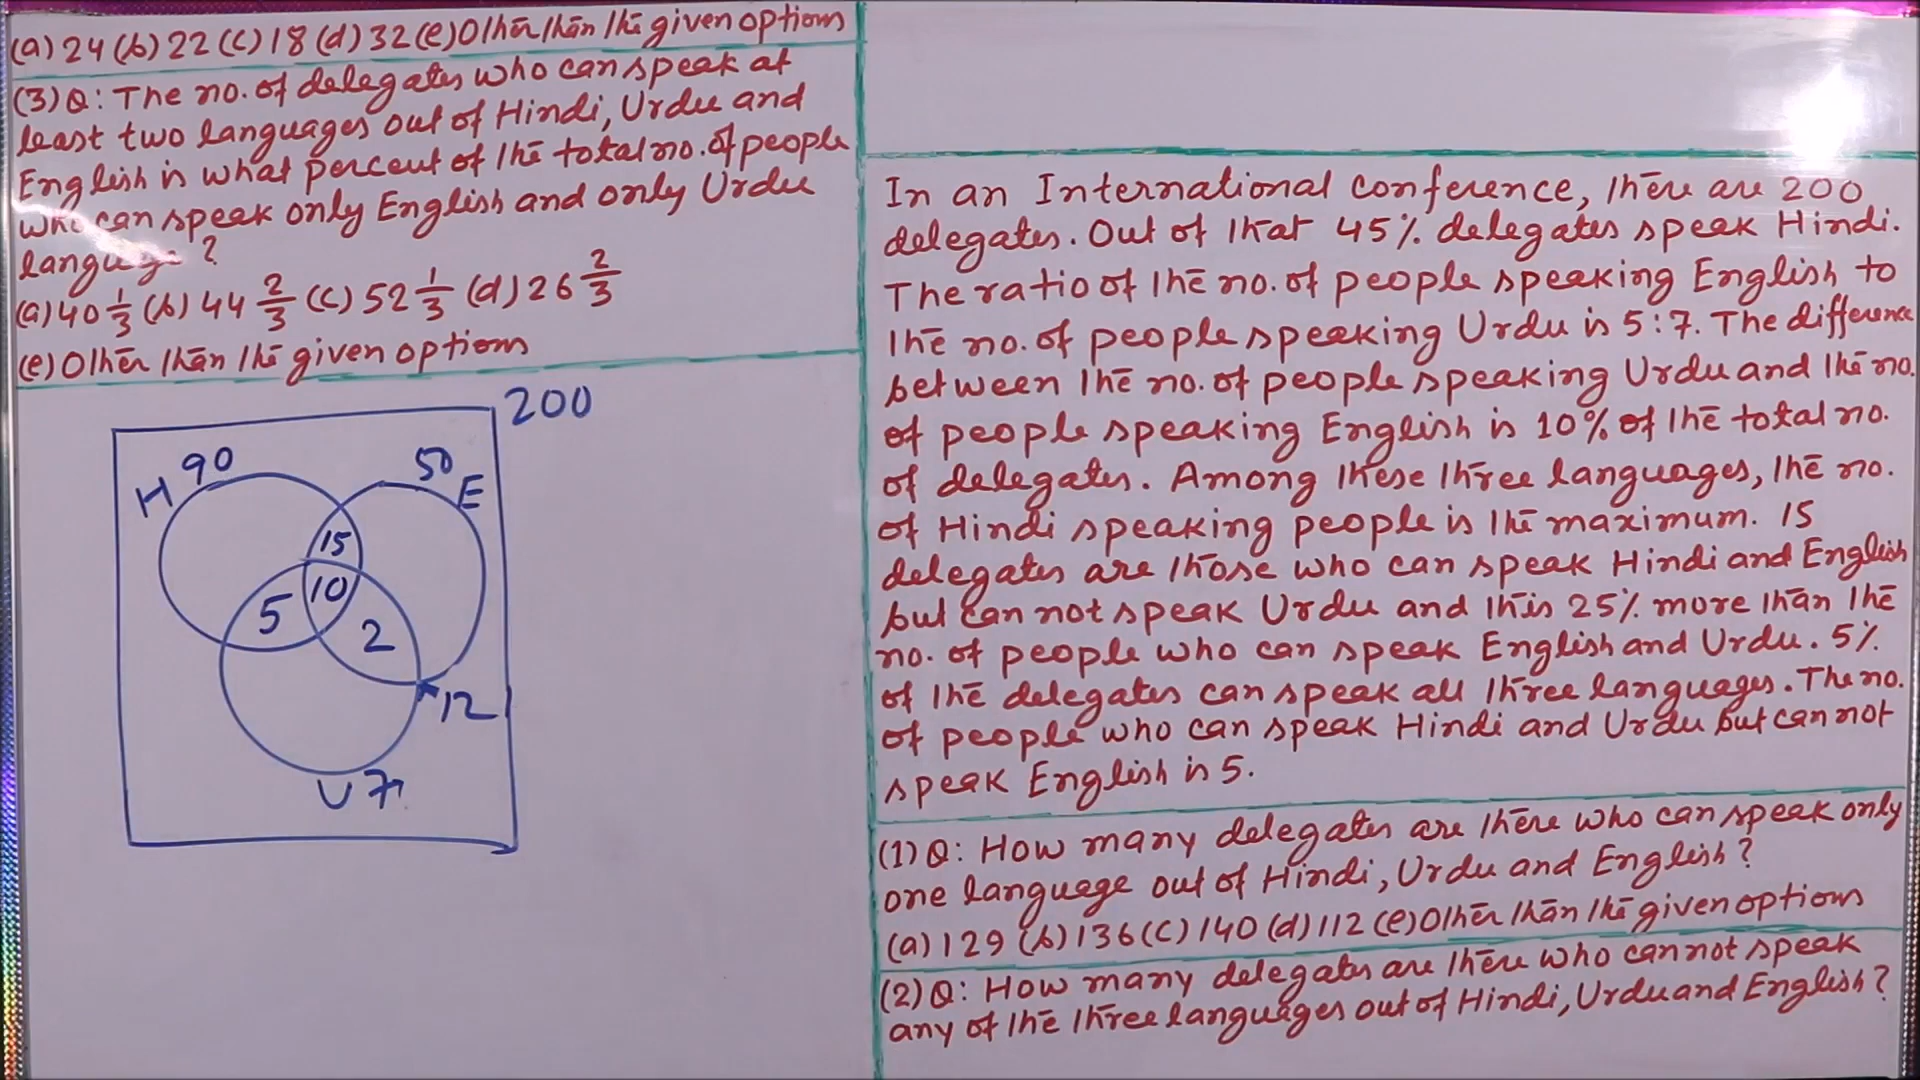 (a) 24 (b) 22 (c) 18 (d) 32 (e) Other than the given options
(3) Q: The no. of delegates who can speak at
least two languages out of Hindi, Urdu and
English is what percent of the total no. of people
who can speak only English and only Urdu
language?
(a) 40 1/3 (b) 44 2/3 (c) 52 1/3 (d) 26 2/3
(e) Other than the given options
200
H 90
50 E
15
10
5
2
12
U 7
In an International conference, there are 200
delegates. Out of that 45% delegates speak Hindi.
The ratio of the no. of people speaking English to
the no. of people speaking Urdu is 5:7. The difference
between the no. of people speaking Urdu and the no.
of people speaking English is 10% of the total no.
of delegates. Among these three languages, the no.
of Hindi speaking people is the maximum. 15
delegates are those who can speak Hindi and English
but can not speak Urdu and this 25% more than the
no. of people who can speak English and Urdu. 5%
of the delegates can speak all three languages. The no.
of people who can speak Hindi and Urdu but can not
speak English is 5.
(1) Q: How many delegates are there who can speak only
one language out of Hindi, Urdu and English?
(a) 129 (b) 136 (c) 140 (d) 112 (e) Other than the given options
(2) Q: How many delegates are there who can not speak
any of the three languages out of Hindi, Urdu and English?